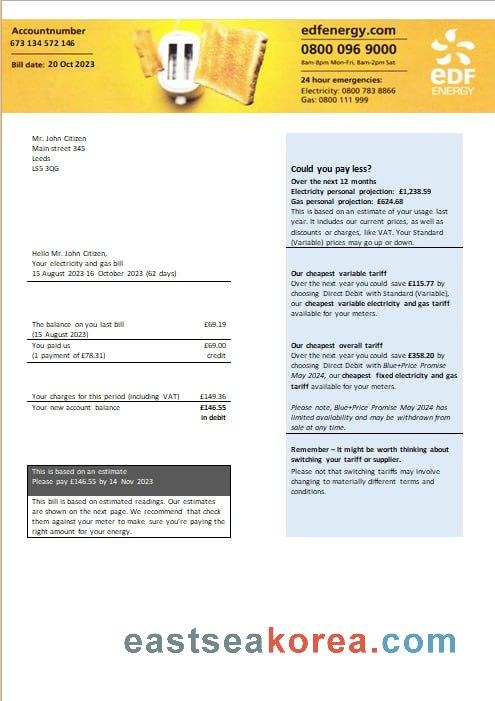 Accountnumber
673 134 572 146
Bill date: 20 Oct 2023
edfenergy.com
0800 096 9000
8am-8pm Mon-Fri, 8am-2pm Sat
24 hour emergencies:
Electricity: 0800 783 8866
Gas: 0800 111 999
eDF
ENERGY
Mr. John Citizen
Main street 345
Leeds
LS5 3QG
Hello Mr. John Citizen,
Your electricity and gas bill
15 August 2023-16 October 2023 (62 days)
The balance on you last bill £69.19
(15 August 2023)
You paid us £69.00
(1 payment of £78.31) credit
Your charges for this period (including VAT) £149.36
Your new account balance £146.55
in debit
This is based on an estimate
Please pay £146.55 by 14 Nov 2023
This bill is based on estimated readings. Our estimates
are shown on the next page. We recommend that check
them against your meter to make sure you're paying the
right amount for your energy.
Could you pay less?
Over the next 12 months
Electricity personal projection: £1,238.59
Gas personal projection: £624.68
This is based on an estimate of your usage last
year. It includes our current prices, as well as
discounts or charges, like VAT. Your Standard
(Variable) prices may go up or down.
Our cheapest variable tariff
Over the next year you could save £115.77 by
choosing Direct Debit with Standard (Variable),
our cheapest variable electricity and gas tariff
available for your meters.
Our cheapest overall tariff
Over the next year you could save £358.20 by
choosing Direct Debit with Blue+Price Promise
May 2024, our cheapest fixed electricity and gas
tariff available for your meters.
Please note, Blue+Price Promise May 2024 has
limited availability and may be withdrawn from
sale at any time.
Remember – It might be worth thinking about
switching your tariff or supplier.
Please not that switching tariffs may involve
changing to materially different terms and
conditions.
eastseakorea.com